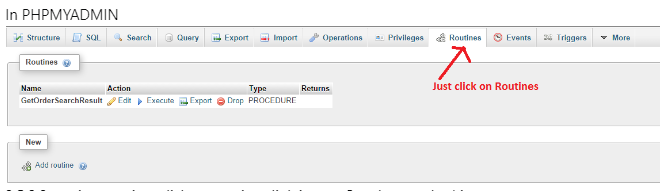 In PHPMYADMIN
Structure SQL Search Query Export Import Operations Privileges Routines Events Triggers More
Routines
Just click on Routines
Name Action Type Returns
GetOrderSearchResult Edit Execute Export Drop PROCEDURE
New
Add routine